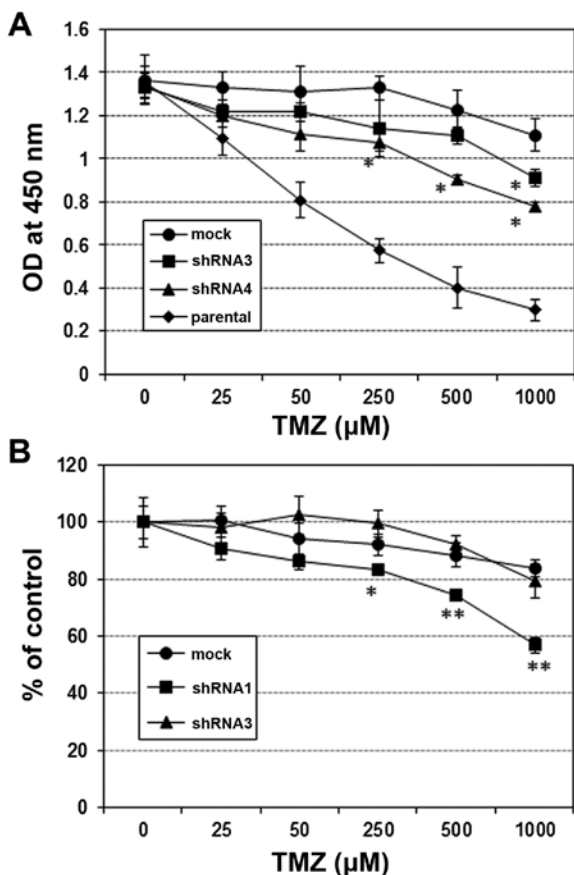 A
1.6
1.4
1.2
1
0.8
0.6
0.4
0.2
0
OD at 450 nm
mock
shRNA3
shRNA4
parental
*
*
*
*
0 25 50 250 500 1000
TMZ (µM)
B
120
100
80
60
40
20
0
% of control
mock
shRNA1
shRNA3
*
**
**
0 25 50 250 500 1000
TMZ (µM)